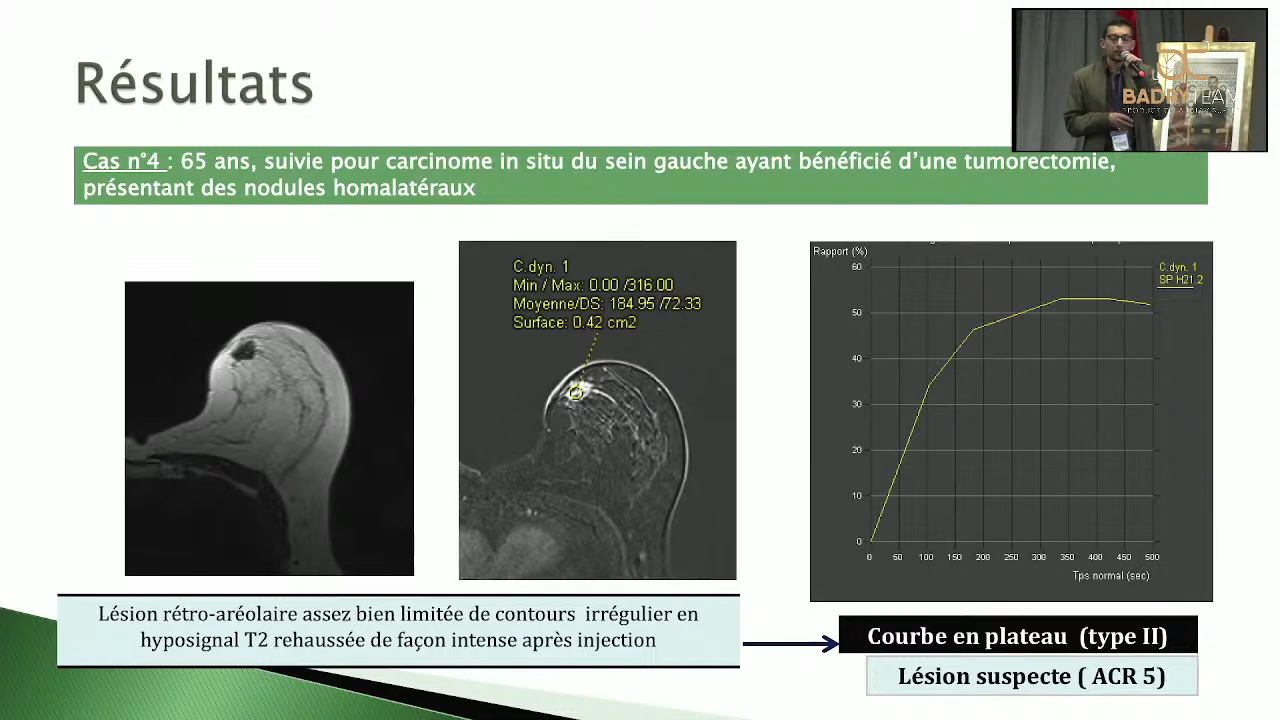 Résultats
BADRYTEAM
Cas n°4 : 65 ans, suivie pour carcinome in situ du sein gauche ayant bénéficié d’une tumorectomie,
présentant des nodules homalatéraux
C.dyn. 1
Min / Max: 0.00 /316.00
Moyenne/DS: 184.95 /72.33
Surface: 0.42 cm2
Rapport (%)
C.dyn. 1
SP H21.2
60
50
40
30
20
10
0
0 50 100 150 200 250 300 350 400 450 500
Tps normal (sec)
Lésion rétro-aréolaire assez bien limitée de contours irrégulier en
hyposignal T2 rehaussée de façon intense après injection
Courbe en plateau (type II)
Lésion suspecte ( ACR 5)